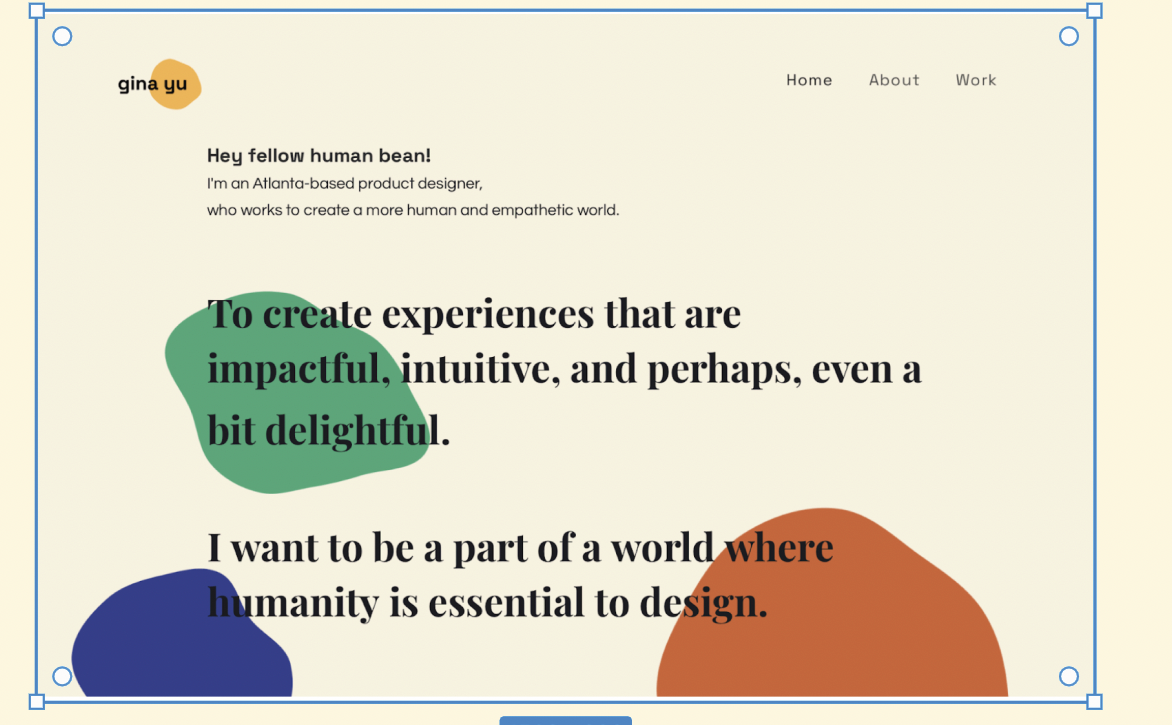 gina yu
Home About Work
Hey fellow human bean!
I'm an Atlanta-based product designer,
who works to create a more human and empathetic world.
To create experiences that are
impactful, intuitive, and perhaps, even a
bit delightful.
I want to be a part of a world where
humanity is essential to design.